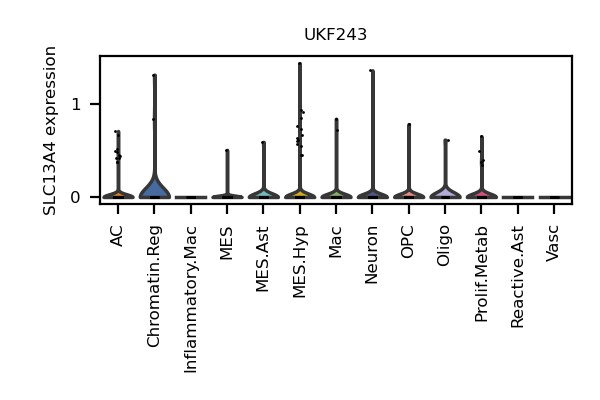 UKF243
SLC13A4 expression
1
0
AC
Chromatin.Reg
Inflammatory.Mac
MES
MES.Ast
MES.Hyp
Mac
Neuron
OPC
Oligo
Prolif.Metab
Reactive.Ast
Vasc